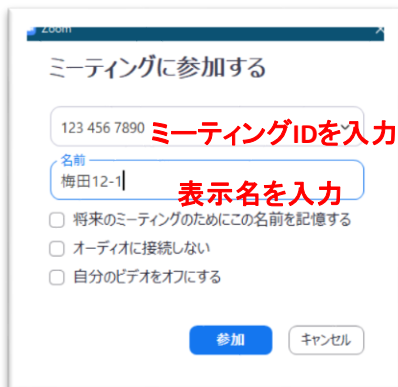 Zoom
ミーティングに参加する
123 456 7890 ミーティングIDを入力
名前
梅田12-1
表示名を入力
将来のミーティングのためにこの名前を記憶する
オーディオに接続しない
自分のビデオをオフにする
参加 キャンセル